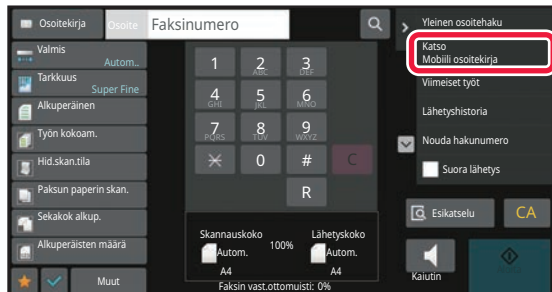 Osoitekirja
Osoite
Faksinumero
Yleinen osoitehaku
Valmis
Autom..
Katso
Mobiili osoitekirja
Tarkkuus
Super Fine
Viimeiset työt
Alkuperäinen
Lähetyshistoria
Työn kokoam.
Nouda hakunumero
Hid.skan.tila
Suora lähetys
Paksun paperin skan.
Sekakok alkup.
Alkuperäisten määrä
Muut
1
2 ABC
3 DEF
4 GHI
5 JKL
6 MNO
7 PQRS
8 TUV
9 WXYZ
0
#
C
R
Skannauskoko
Lähetyskoko
Autom.
100%
Autom.
A4
A4
Faksin vast.ottomuisti: 0%
Esikatselu
CA
Kaiutin